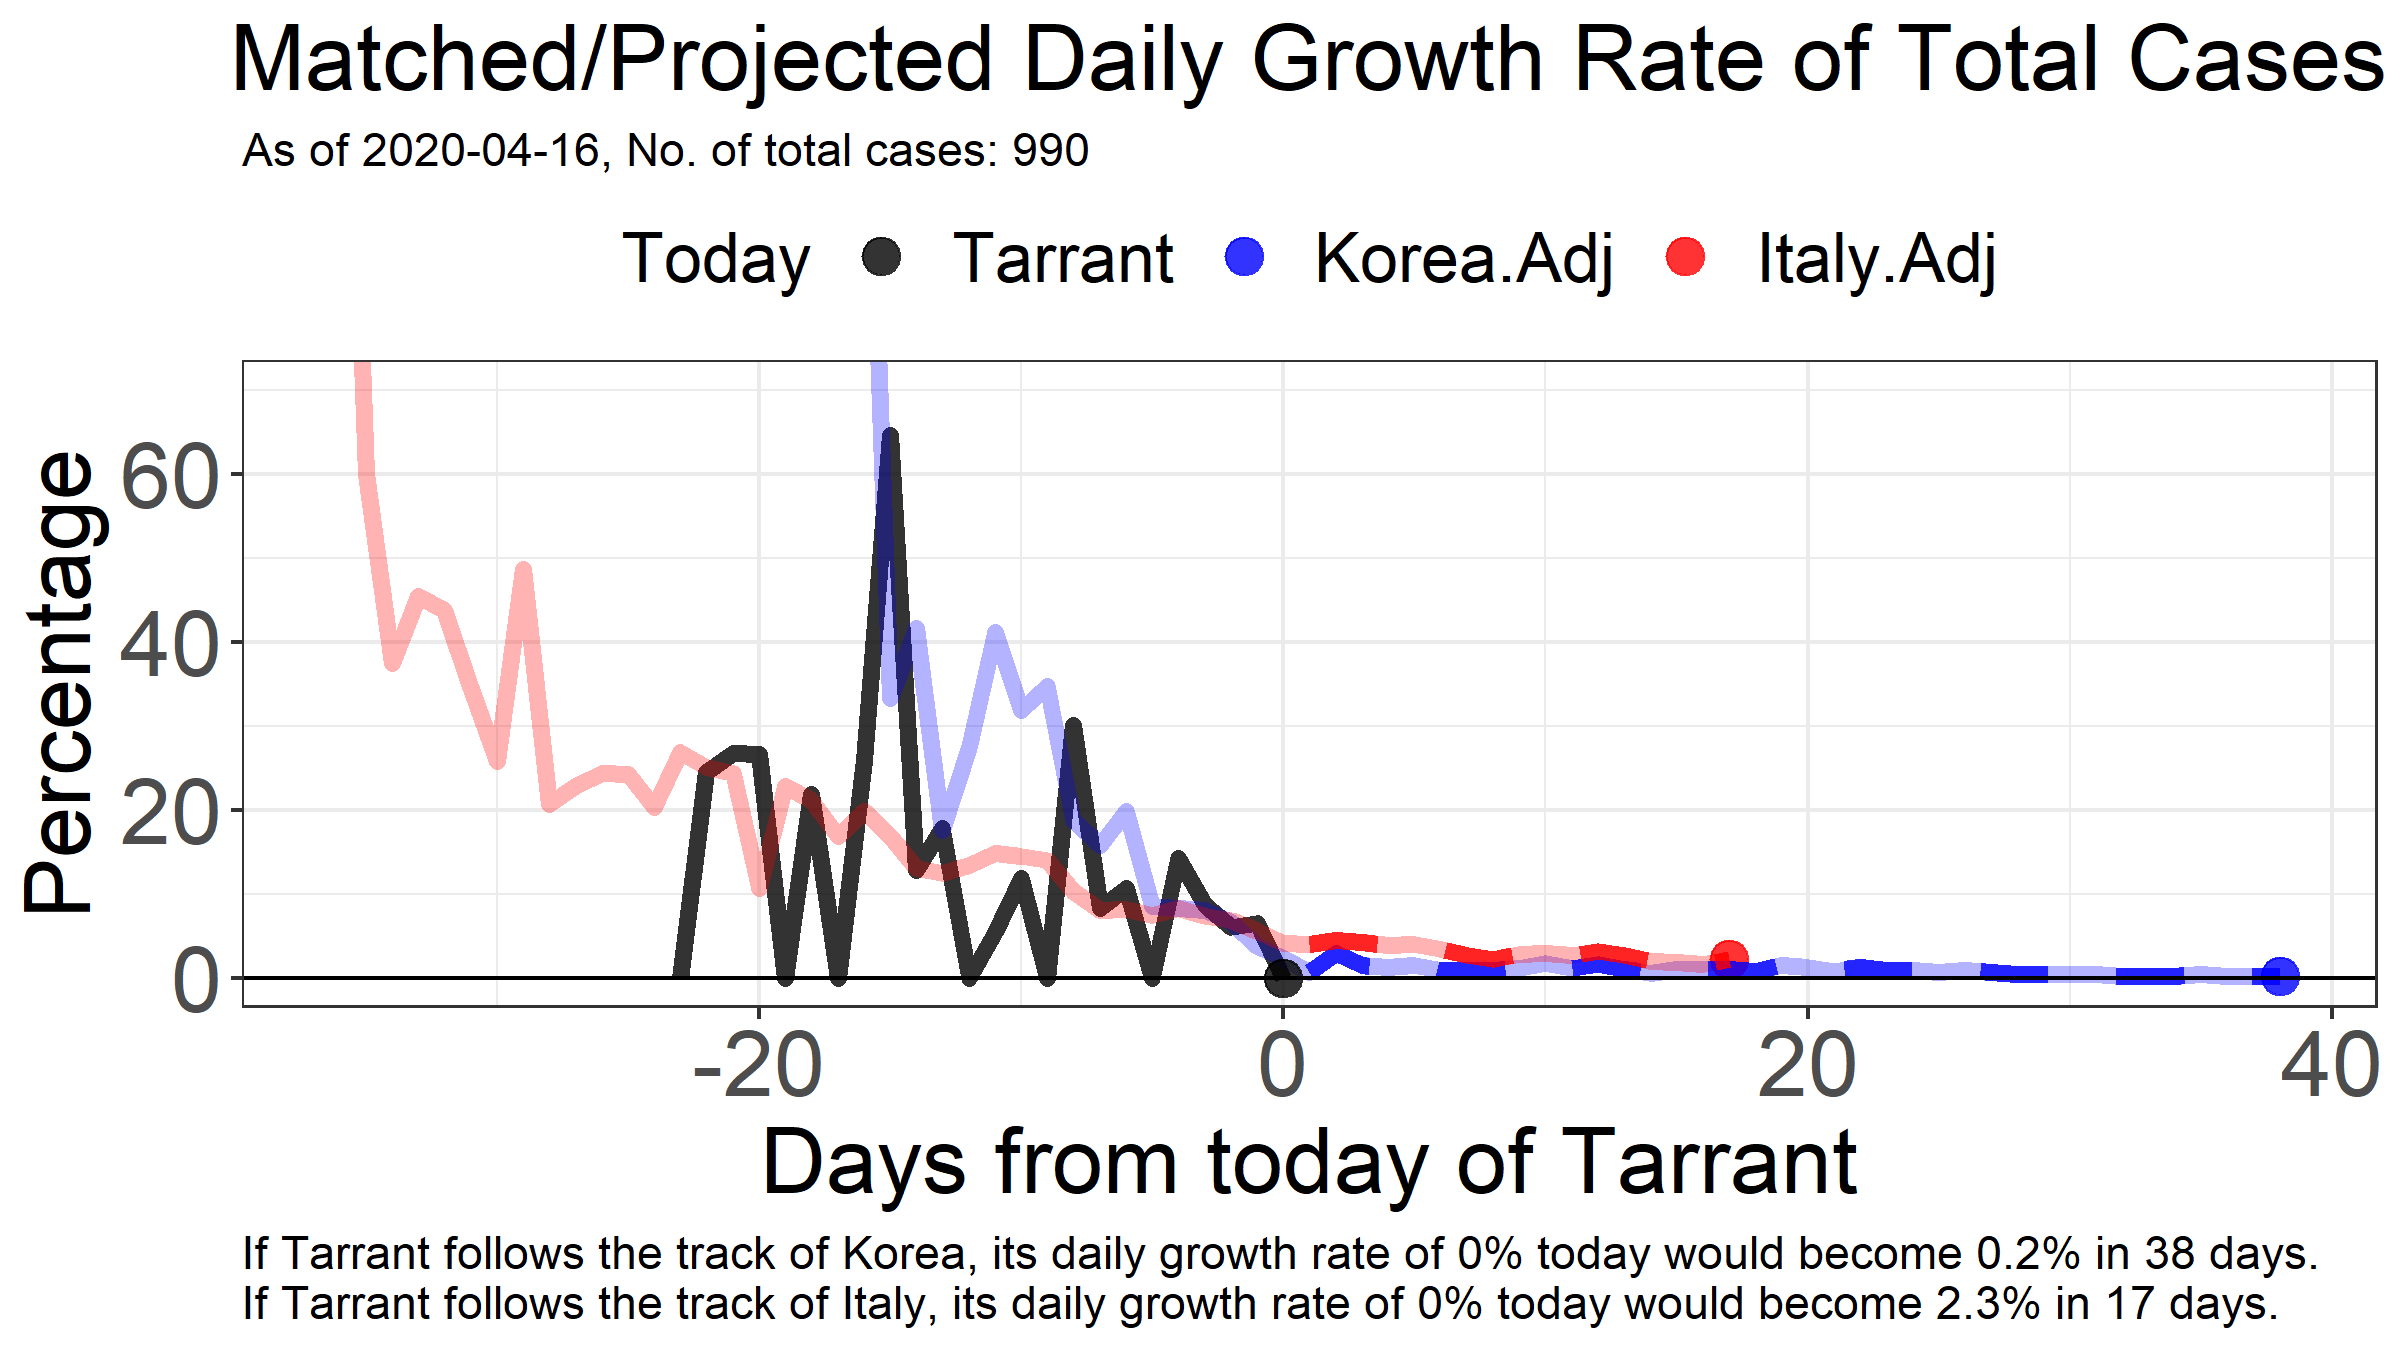 Matched/Projected Daily Growth Rate of Total Cases
As of 2020-04-16, No. of total cases: 990
Today Tarrant Korea.Adj Italy.Adj
Percentage
60
40
20
0
-20 0 20 40
Days from today of Tarrant
If Tarrant follows the track of Korea, its daily growth rate of 0% today would become 0.2% in 38 days.
If Tarrant follows the track of Italy, its daily growth rate of 0% today would become 2.3% in 17 days.